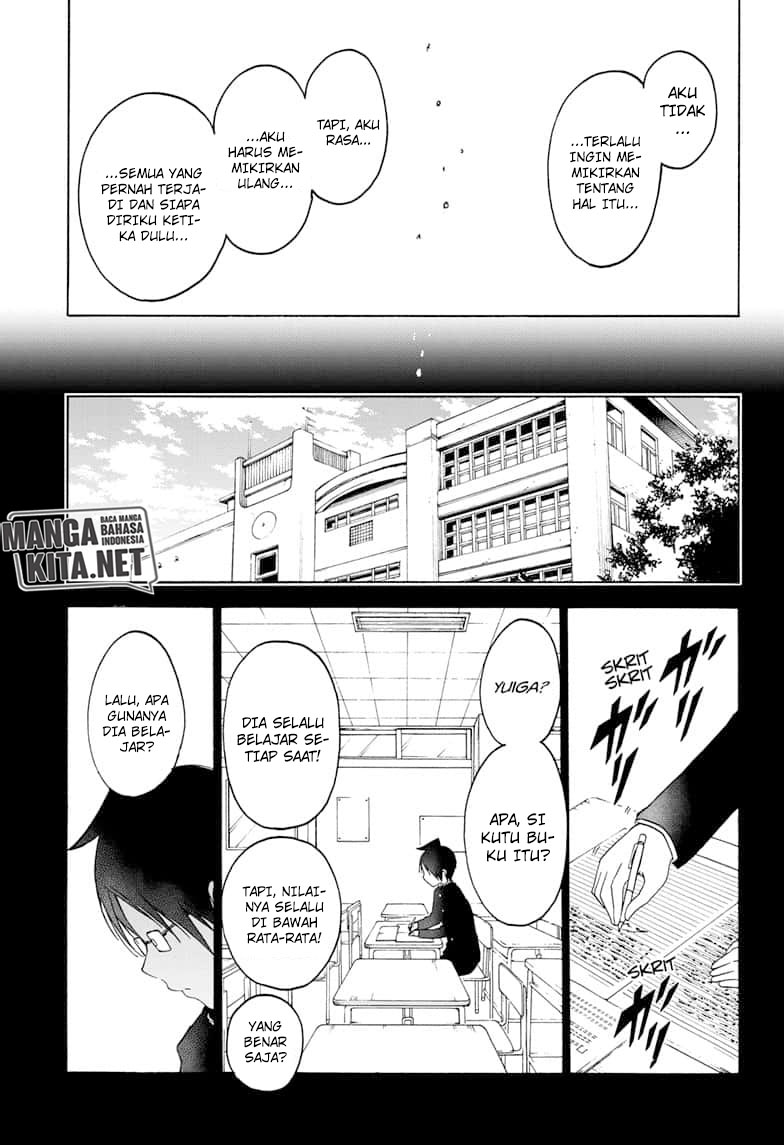 AKU
TIDAK
...
...TERLALU
INGIN ME-
MIKIRKAN
TENTANG
HAL ITU...
TAPI, AKU
RASA...
...AKU
HARUS ME-
MIKIRKAN
ULANG...
...SEMUA YANG
PERNAH TERJA-
DI DAN SIAPA
DIRIKU KETI-
KA DULU...
MANGA
KITA.NET
BACA MANGA
BAHASA
INDONESIA
SKRIT
SKRIT
ガ
ガ
SKRIT
ガ
YUIGA?
APA, SI
KUTU BU-
KU ITU?
DIA SELALU
BELAJAR SE-
TIAP SAAT!
TAPI, NILAI-
NYA SELALU
DI BAWAH
RATA-RATA!
YANG
BENAR
SAJA?
LALU, APA
GUNANYA
DIA BELA-
JAR?